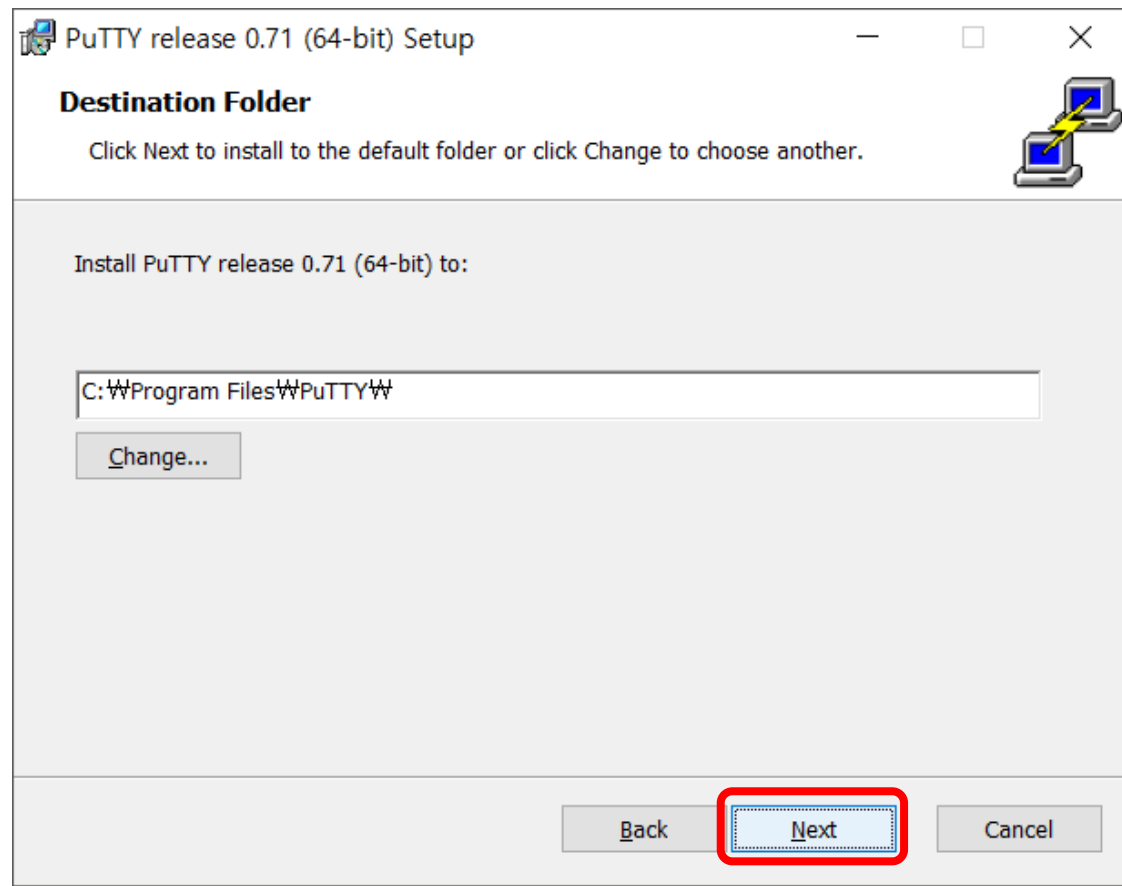 PuTTY release 0.71 (64-bit) Setup
Destination Folder
Click Next to install to the default folder or click Change to choose another.
Install PuTTY release 0.71 (64-bit) to:
C:₩Program Files₩PuTTY₩
Change...
Back Next Cancel